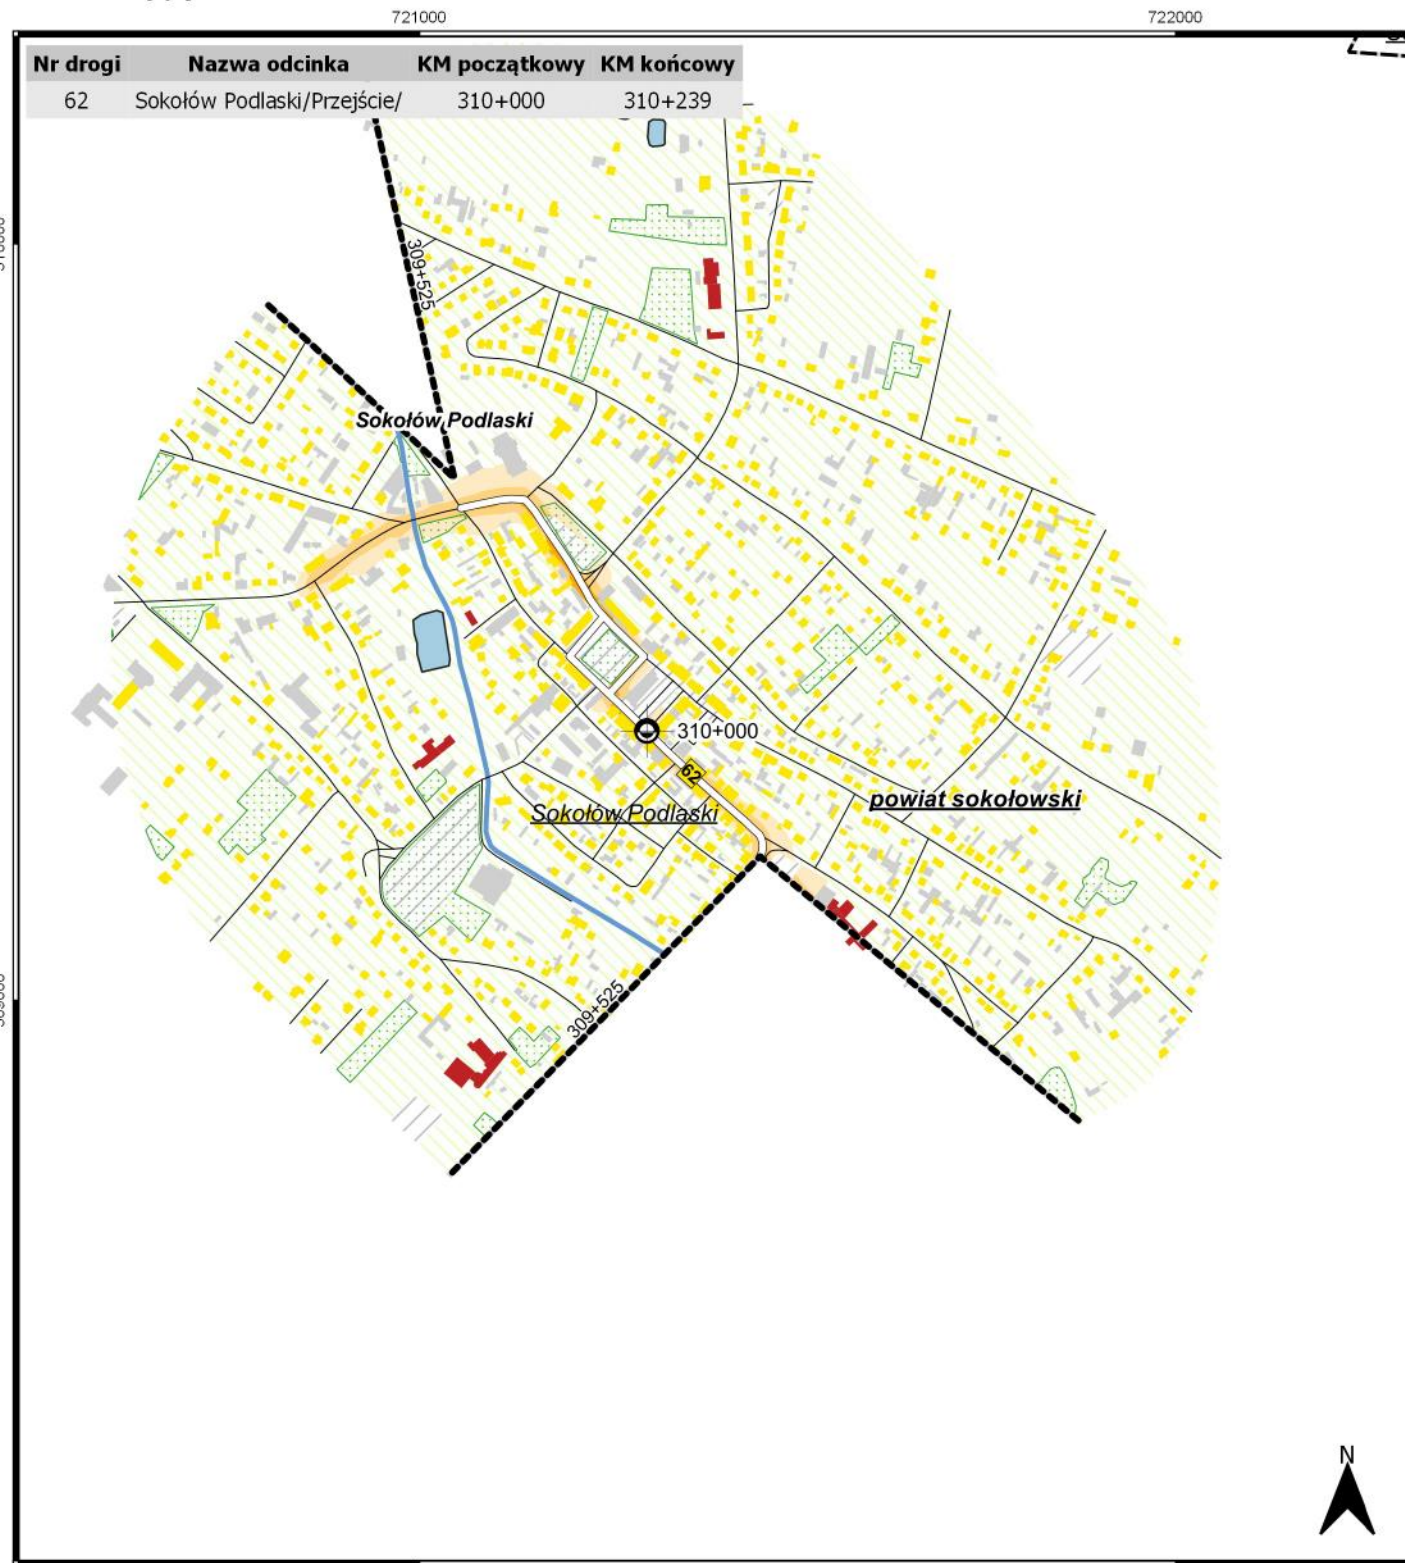 721000
722000
Nr drogi Nazwa odcinka KM początkowy KM końcowy
62 Sokołów Podlaski/Przejście/ 310+000 310+239
309+525
Sokołów Podlaski
310+000
62
powiat sokołowski
Sokołów Podlaski
309+525
N